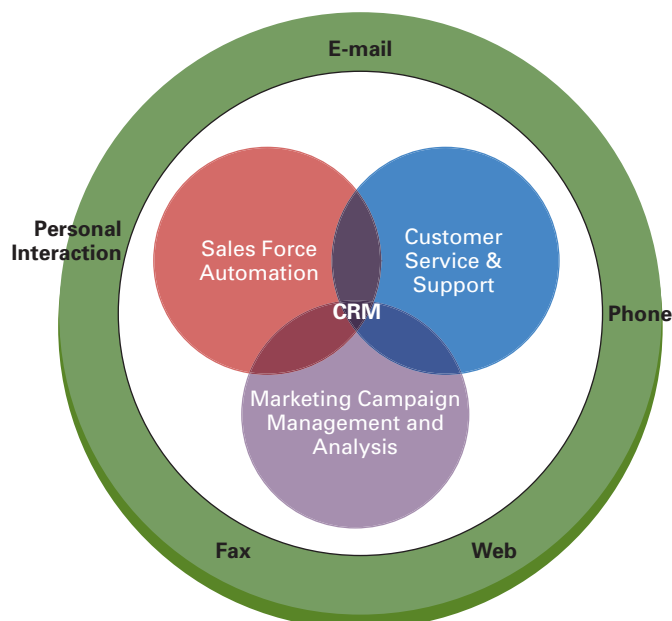 E-mail
Personal
Interaction
Sales Force
Automation
Customer
Service &
Support
CRM
Phone
Marketing Campaign
Management and
Analysis
Fax
Web